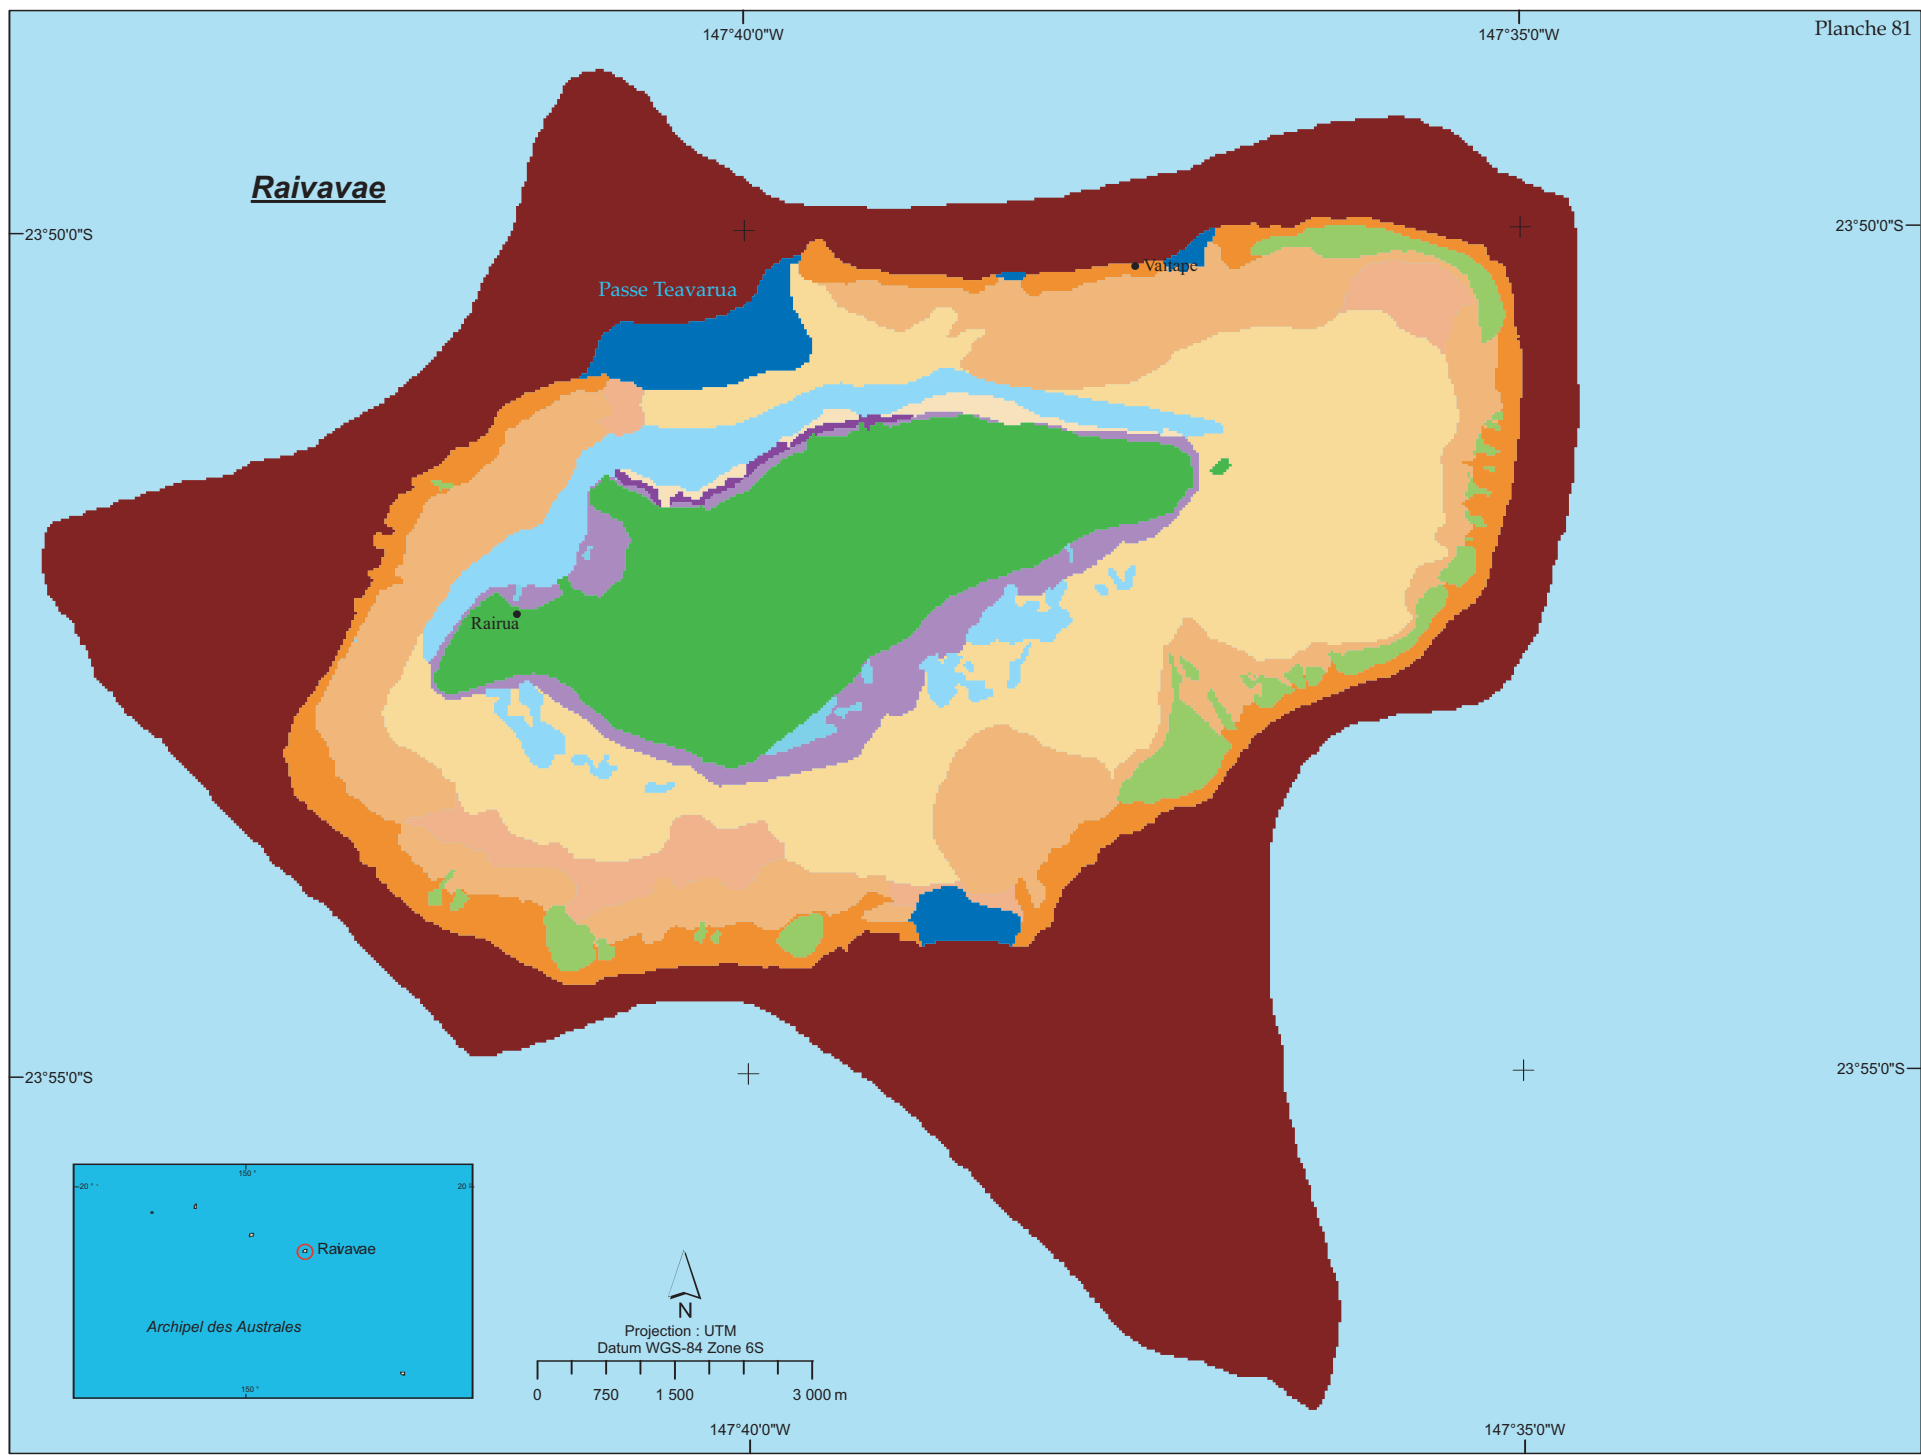 147°40'0"W
147°35'0"W
Planche 81
Raivavae
23°50'0"S
23°50'0"S
Vaitape
Passe Teavarua
Rairua
23°55'0"S
23°55'0"S
150°
20°
20°
Raivavae
Archipel des Australes
150°
N
Projection : UTM
Datum WGS-84 Zone 6S
0 750 1 500 3 000 m
147°40'0"W
147°35'0"W